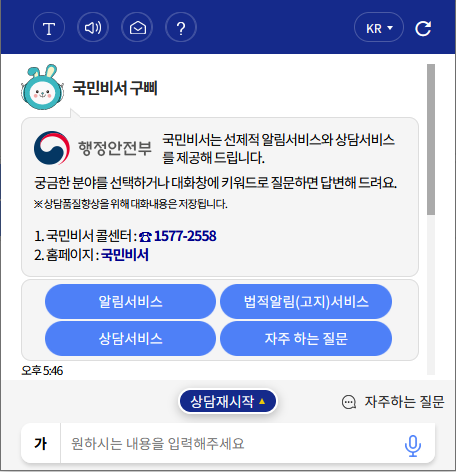 T ?
KR
국민비서 구삐
행정안전부
국민비서는 선제적 알림서비스와 상담서비스
를 제공해 드립니다.
궁금한 분야를 선택하거나 대화창에 키워드로 질문하면 답변해 드려요.
※ 상담품질향상을 위해 대화내용은 저장됩니다.
1. 국민비서 콜센터 : ☎ 1577-2558
2. 홈페이지 : 국민비서
알림서비스
법적알림(고지)서비스
상담서비스
자주 하는 질문
오후 5:46
상담재시작 ▲
자주하는 질문
가
원하시는 내용을 입력해주세요